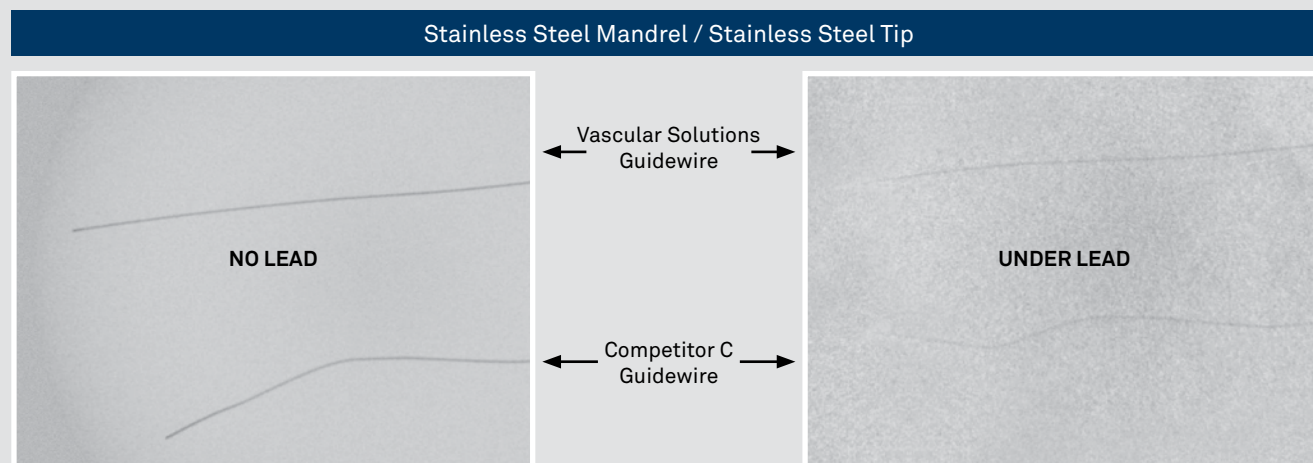 Stainless Steel Mandrel / Stainless Steel Tip
Vascular Solutions
Guidewire
NO LEAD
UNDER LEAD
Competitor C
Guidewire